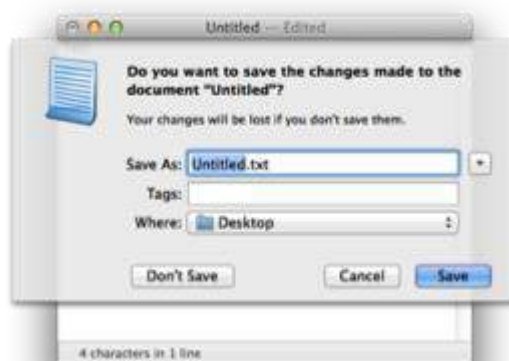 Untitled — Edited
Do you want to save the changes made to the
document "Untitled"?
Your changes will be lost if you don't save them.
Save As: Untitled.txt
Tags:
Where: Desktop
Don't Save Cancel Save
4 characters in 1 line